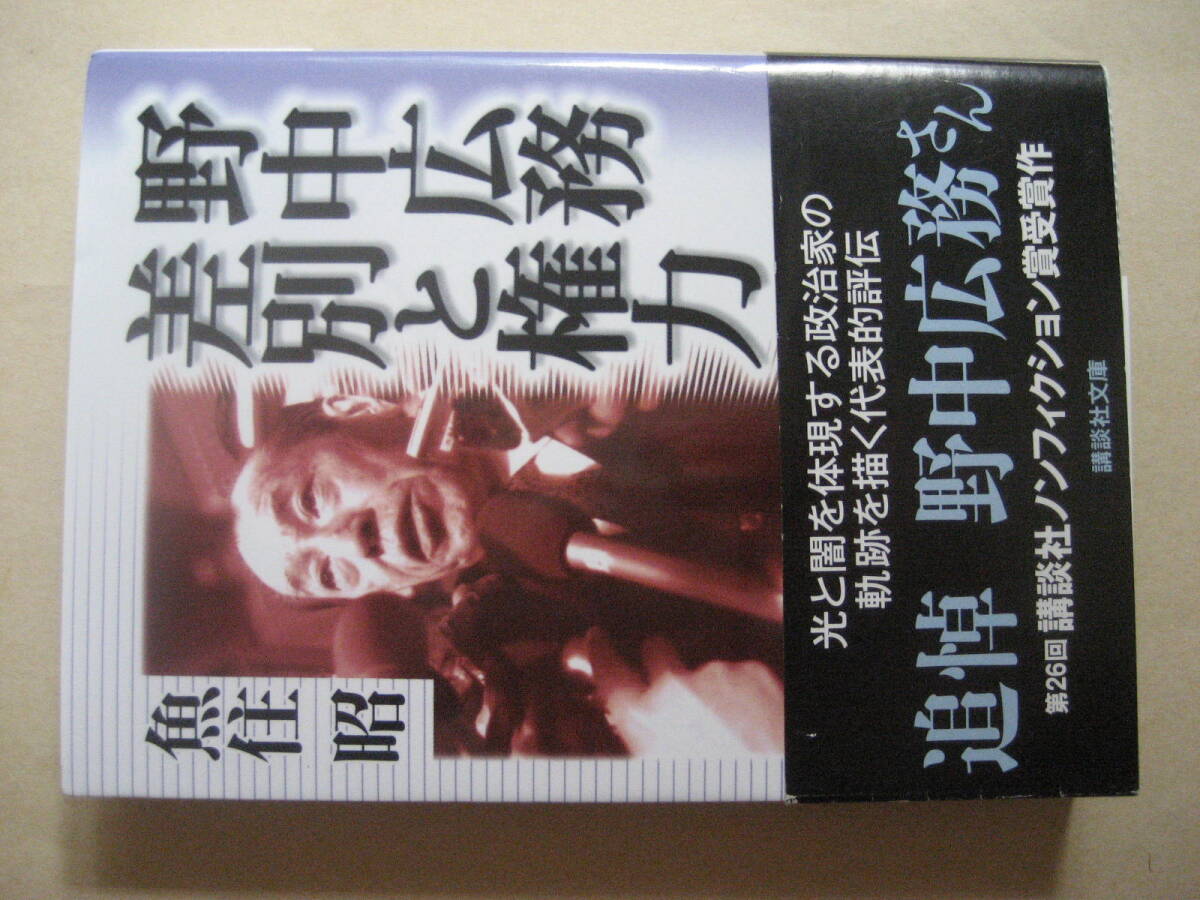 野中広務
差別と権力
魚住昭
光と闇を体現する政治家の
軌跡を描く代表的評伝
追悼 野中広務さん
第26回 講談社ノンフィクション賞受賞作
講談社文庫